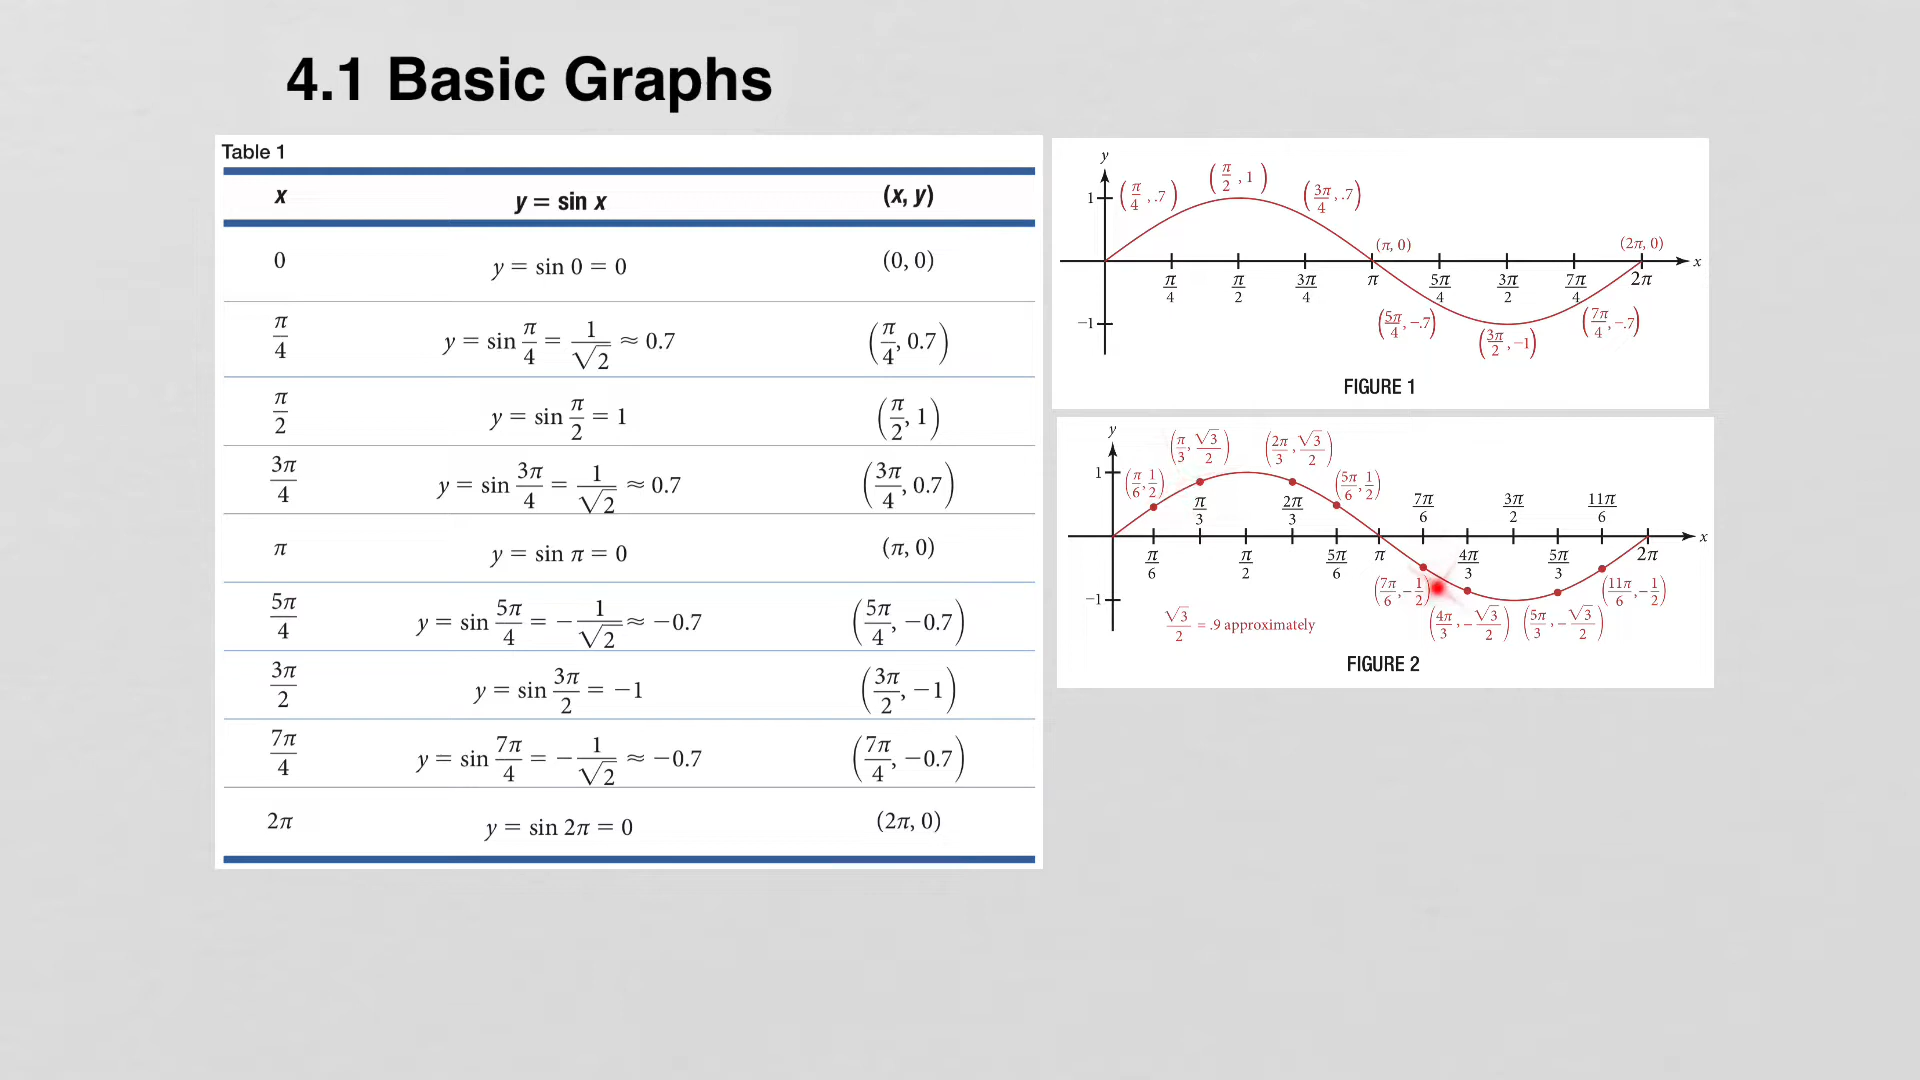 4.1 Basic Graphs
Table 1
x y = sin x (x, y)
0 y = sin 0 = 0 (0, 0)
π/4 y = sin π/4 = 1/√2 ≈ 0.7 (π/4, 0.7)
π/2 y = sin π/2 = 1 (π/2, 1)
3π/4 y = sin 3π/4 = 1/√2 ≈ 0.7 (3π/4, 0.7)
π y = sin π = 0 (π, 0)
5π/4 y = sin 5π/4 = −1/√2 ≈ −0.7 (5π/4, −0.7)
3π/2 y = sin 3π/2 = −1 (3π/2, −1)
7π/4 y = sin 7π/4 = −1/√2 ≈ −0.7 (7π/4, −0.7)
2π y = sin 2π = 0 (2π, 0)
y
(π/4, .7) (π/2, 1) (3π/4, .7)
1
(π, 0) (2π, 0)
x
π/4 π/2 3π/4 π 5π/4 3π/2 7π/4 2π
−1
(5π/4, −.7) (3π/2, −1) (7π/4, −.7)
FIGURE 1
y
(π/3, √3/2) (2π/3, √3/2)
1
(π/6, 1/2) (5π/6, 1/2)
π/3 2π/3 7π/6 3π/2 11π/6
x
π/6 π/2 5π/6 π 4π/3 5π/3 2π
−1
(7π/6, −1/2) (11π/6, −1/2)
(4π/3, −√3/2) (5π/3, −√3/2)
√3/2 = .9 approximately
FIGURE 2